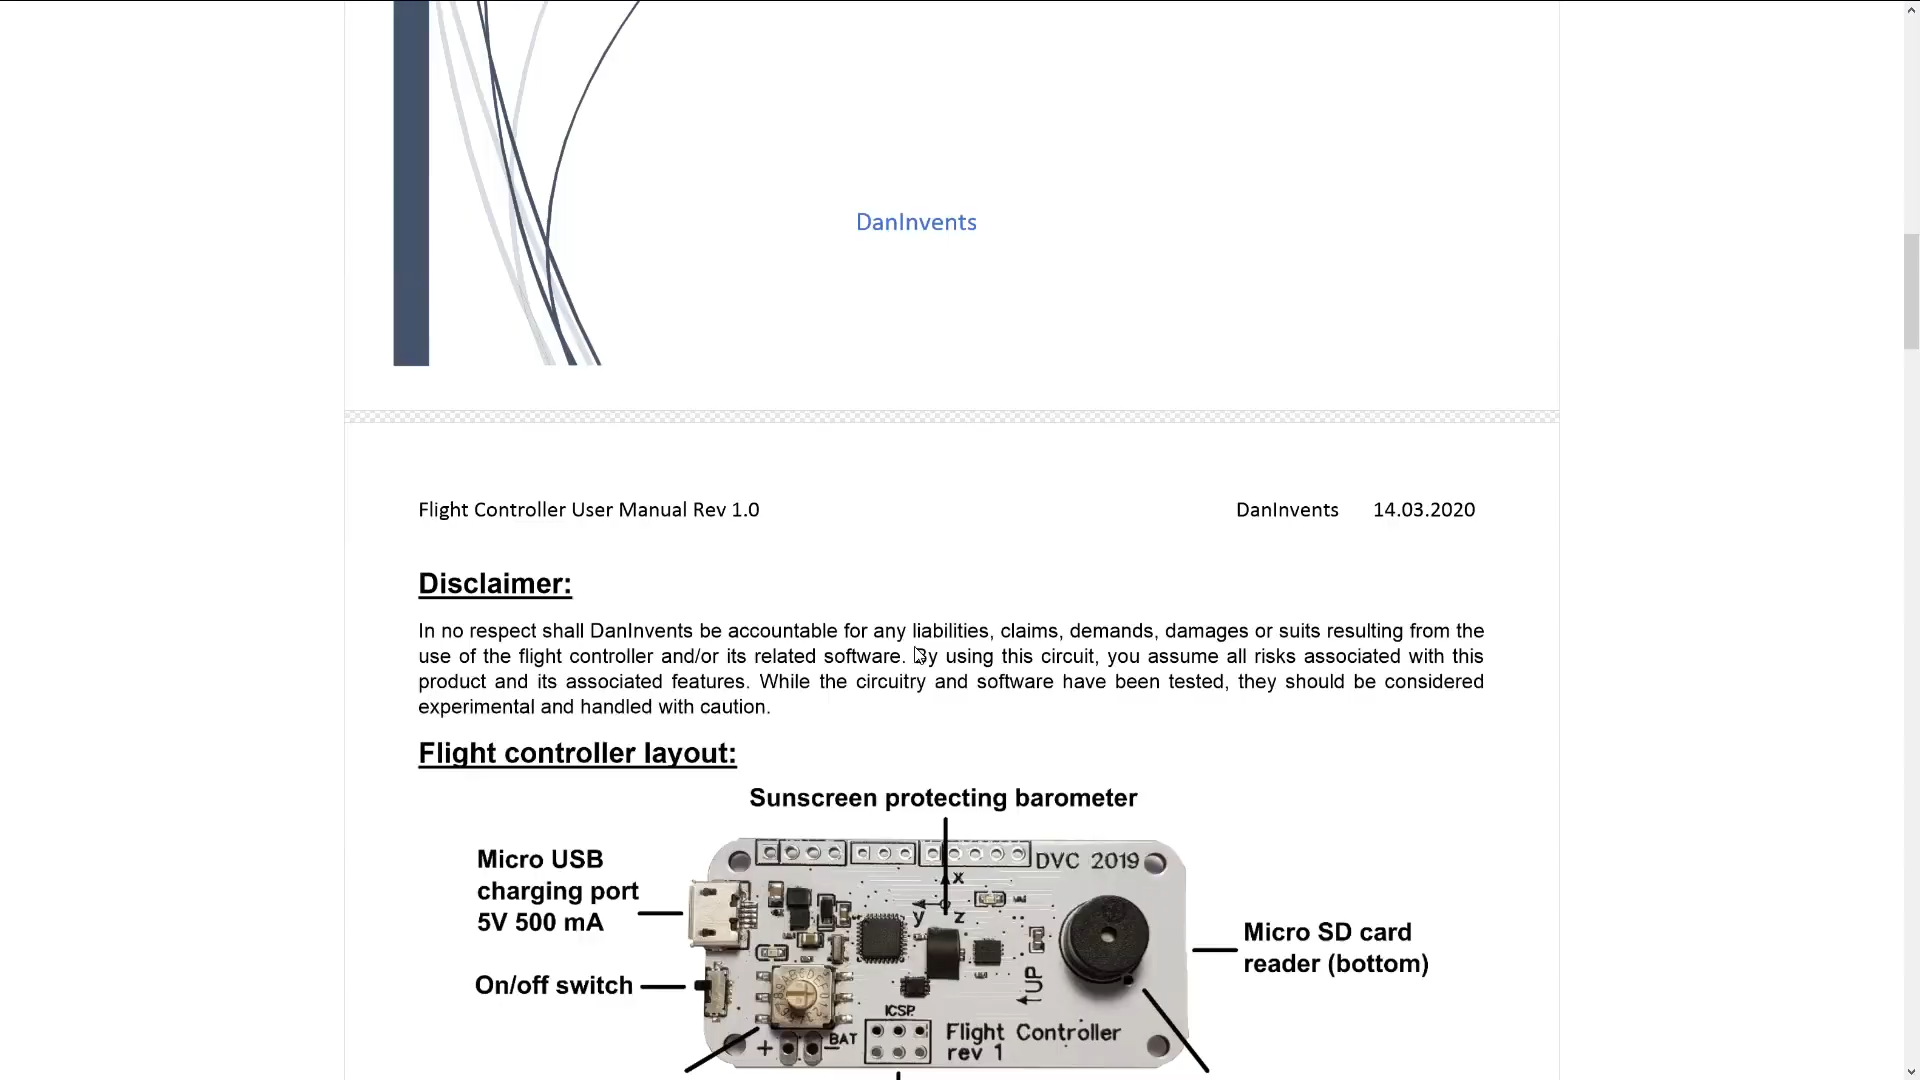 DanInvents
Flight Controller User Manual Rev 1.0 DanInvents 14.03.2020
Disclaimer:
In no respect shall DanInvents be accountable for any liabilities, claims, demands, damages or suits resulting from the
use of the flight controller and/or its related software. By using this circuit, you assume all risks associated with this
product and its associated features. While the circuitry and software have been tested, they should be considered
experimental and handled with caution.
Flight controller layout:
Sunscreen protecting barometer
Micro USB
charging port
5V 500 mA
On/off switch
DVC 2019
x
y z
UP
ICSP
+ BAT
Flight Controller
rev 1
Micro SD card
reader (bottom)